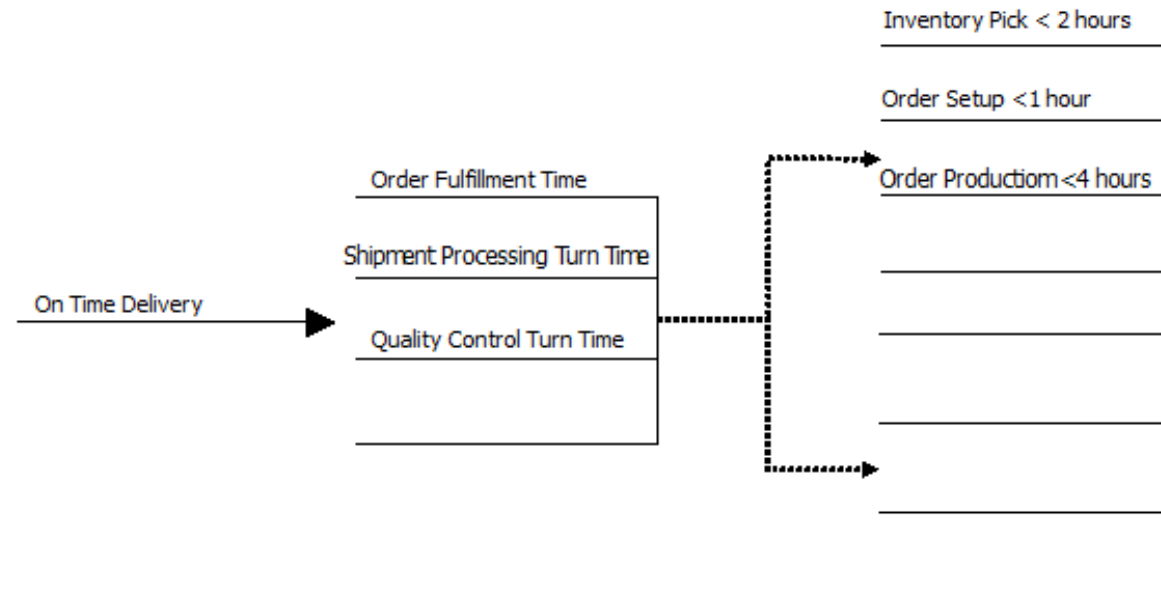 On Time Delivery
Order Fulfillment Time
Shipment Processing Turn Time
Quality Control Turn Time
Inventory Pick < 2 hours
Order Setup <1 hour
Order Productiom<4 hours